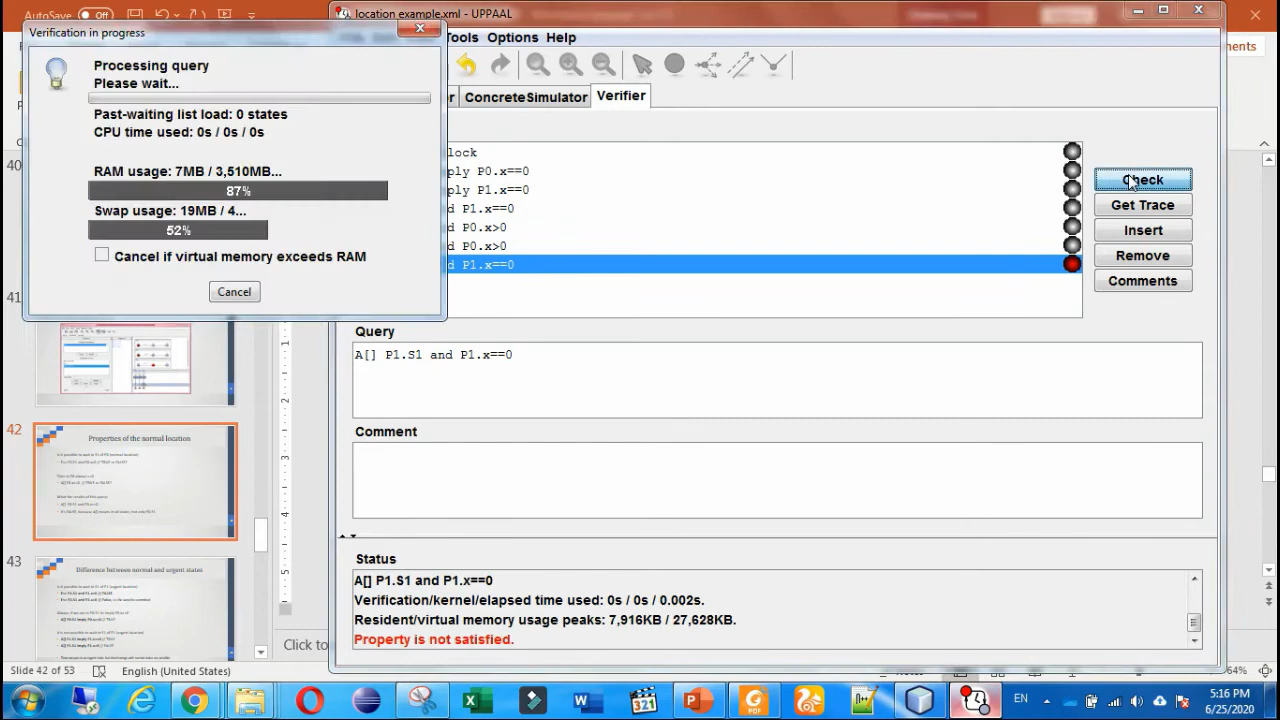 AutoSave Off
location example.xml - UPPAAL
Verification in progress
Tools Options Help
Processing query
Please wait...
Past-waiting list load: 0 states
CPU time used: 0s / 0s / 0s
RAM usage: 7MB / 3,510MB...
87%
Swap usage: 19MB / 4...
52%
Cancel if virtual memory exceeds RAM
Cancel
ConcreteSimulator Verifier
lock
ply P0.x==0
ply P1.x==0
d P1.x==0
d P0.x>0
d P0.x>0
d P1.x==0
Check
Get Trace
Insert
Remove
Comments
Query
A[] P1.S1 and P1.x==0
Comment
Status
A[] P1.S1 and P1.x==0
Verification/kernel/elapsed time used: 0s / 0s / 0.002s.
Resident/virtual memory usage peaks: 7,916KB / 27,628KB.
Property is not satisfied.
40
41
42
Properties of the normal location
43
Difference between normal and urgent states
1
2
3
4
5
Click to
Slide 42 of 53
English (United States)
64%
EN
5:16 PM
6/25/2020